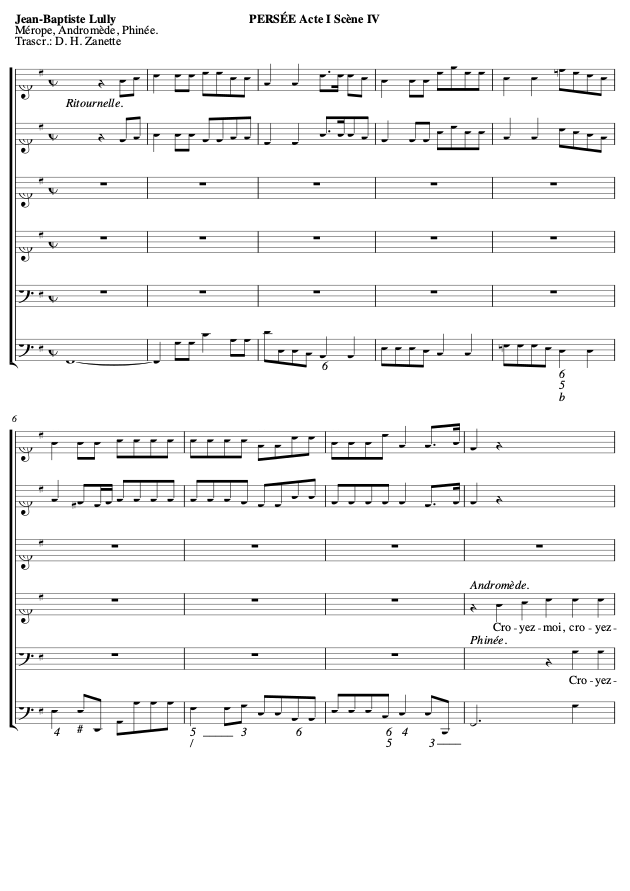 Jean-Baptiste Lully PERSÉE Acte I Scène IV
Mérope, Andromède, Phinée.
Trascr.: D. H. Zanette
Ritournelle.
6
6
5
b
6
Andromède.
Cro - yez - moi, cro - yez -
Phinée.
Cro - yez -
4 # 5 3 6 6 4
/ 5 3